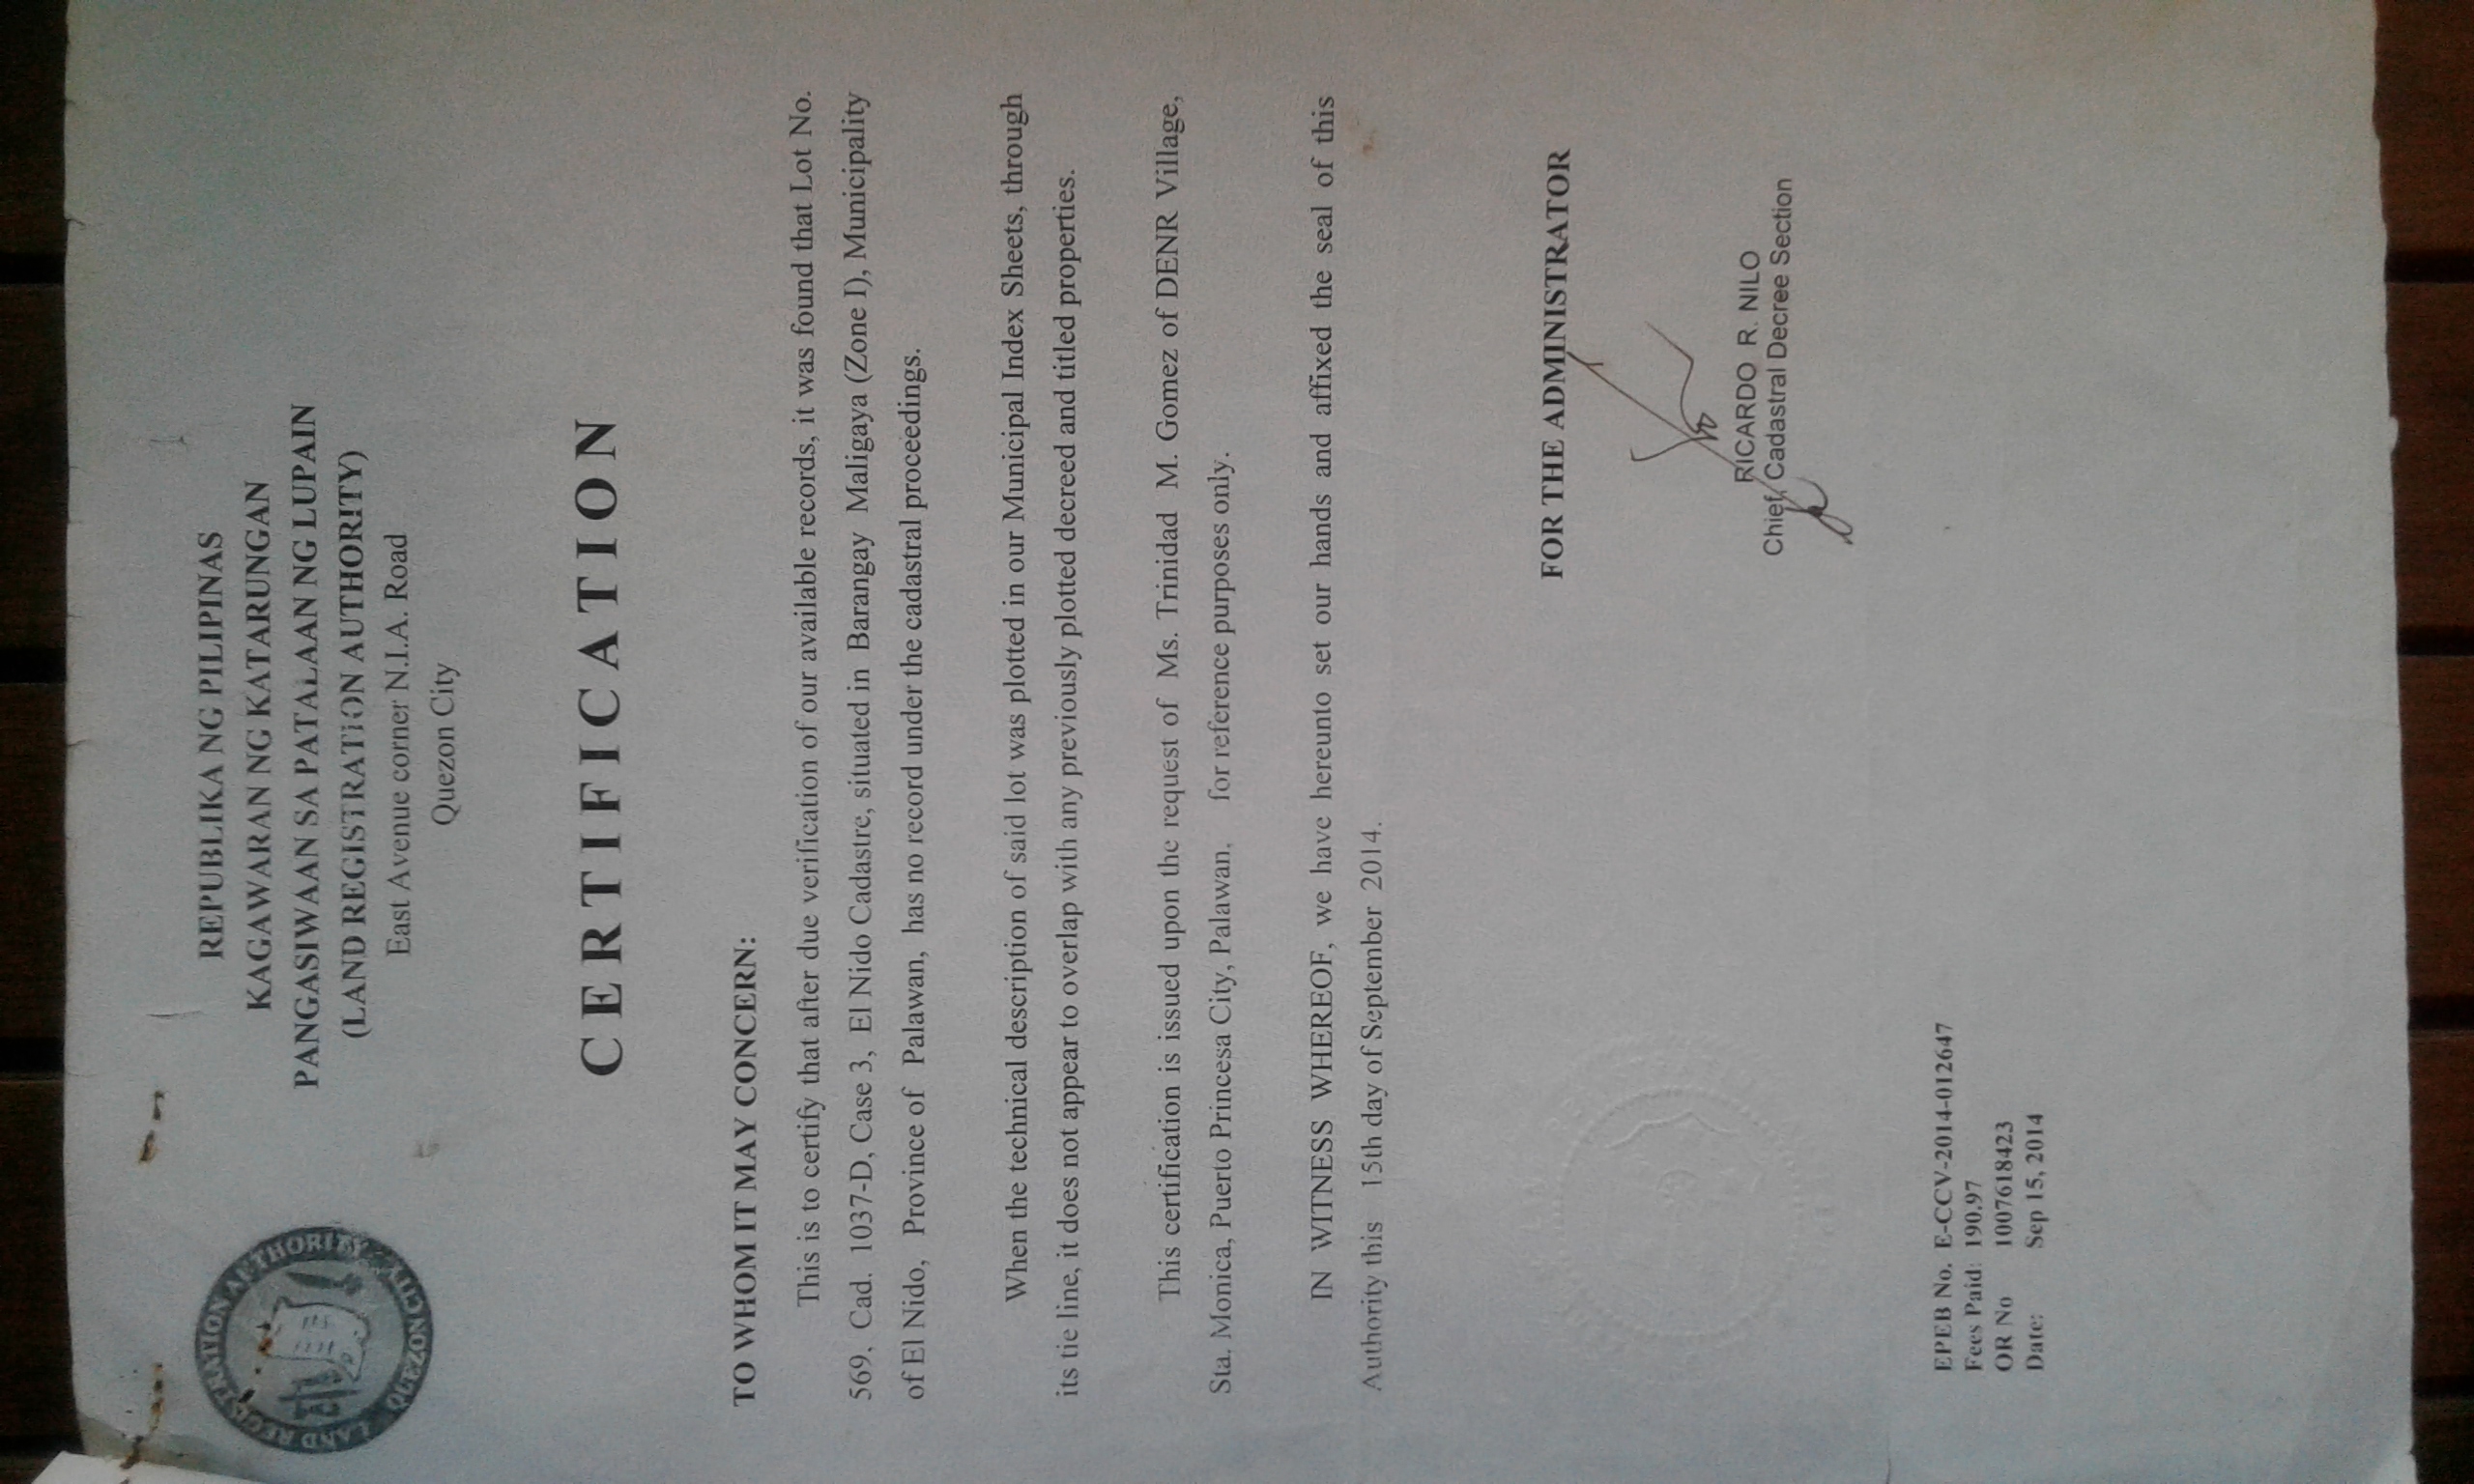 LAND REGISTRATION AUTHORITY
QUEZON CITY
REPUBLIKA NG PILIPINAS
KAGAWARAN NG KATARUNGAN
PANGASIWAAN SA PATALAAN NG LUPAIN
(LAND REGISTRATION AUTHORITY)
East Avenue corner N.I.A. Road
Quezon City
CERTIFICATION
TO WHOM IT MAY CONCERN:
This is to certify that after due verification of our available records, it was found that Lot No.
569, Cad. 1037-D, Case 3, El Nido Cadastre, situated in Barangay Maligaya (Zone I), Municipality
of El Nido, Province of Palawan, has no record under the cadastral proceedings.
When the technical description of said lot was plotted in our Municipal Index Sheets, through
its tie line, it does not appear to overlap with any previously plotted decreed and titled properties.
This certification is issued upon the request of Ms. Trinidad M. Gomez of DENR Village,
Sta. Monica, Puerto Princesa City, Palawan, for reference purposes only.
IN WITNESS WHEREOF, we have hereunto set our hands and affixed the seal of this
Authority this 15th day of September 2014.
FOR THE ADMINISTRATOR
RICARDO R. NILO
Chief, Cadastral Decree Section
EPEB No. E-CCV-2014-012647
Fees Paid: 190.97
OR No 1007618423
Date: Sep 15, 2014